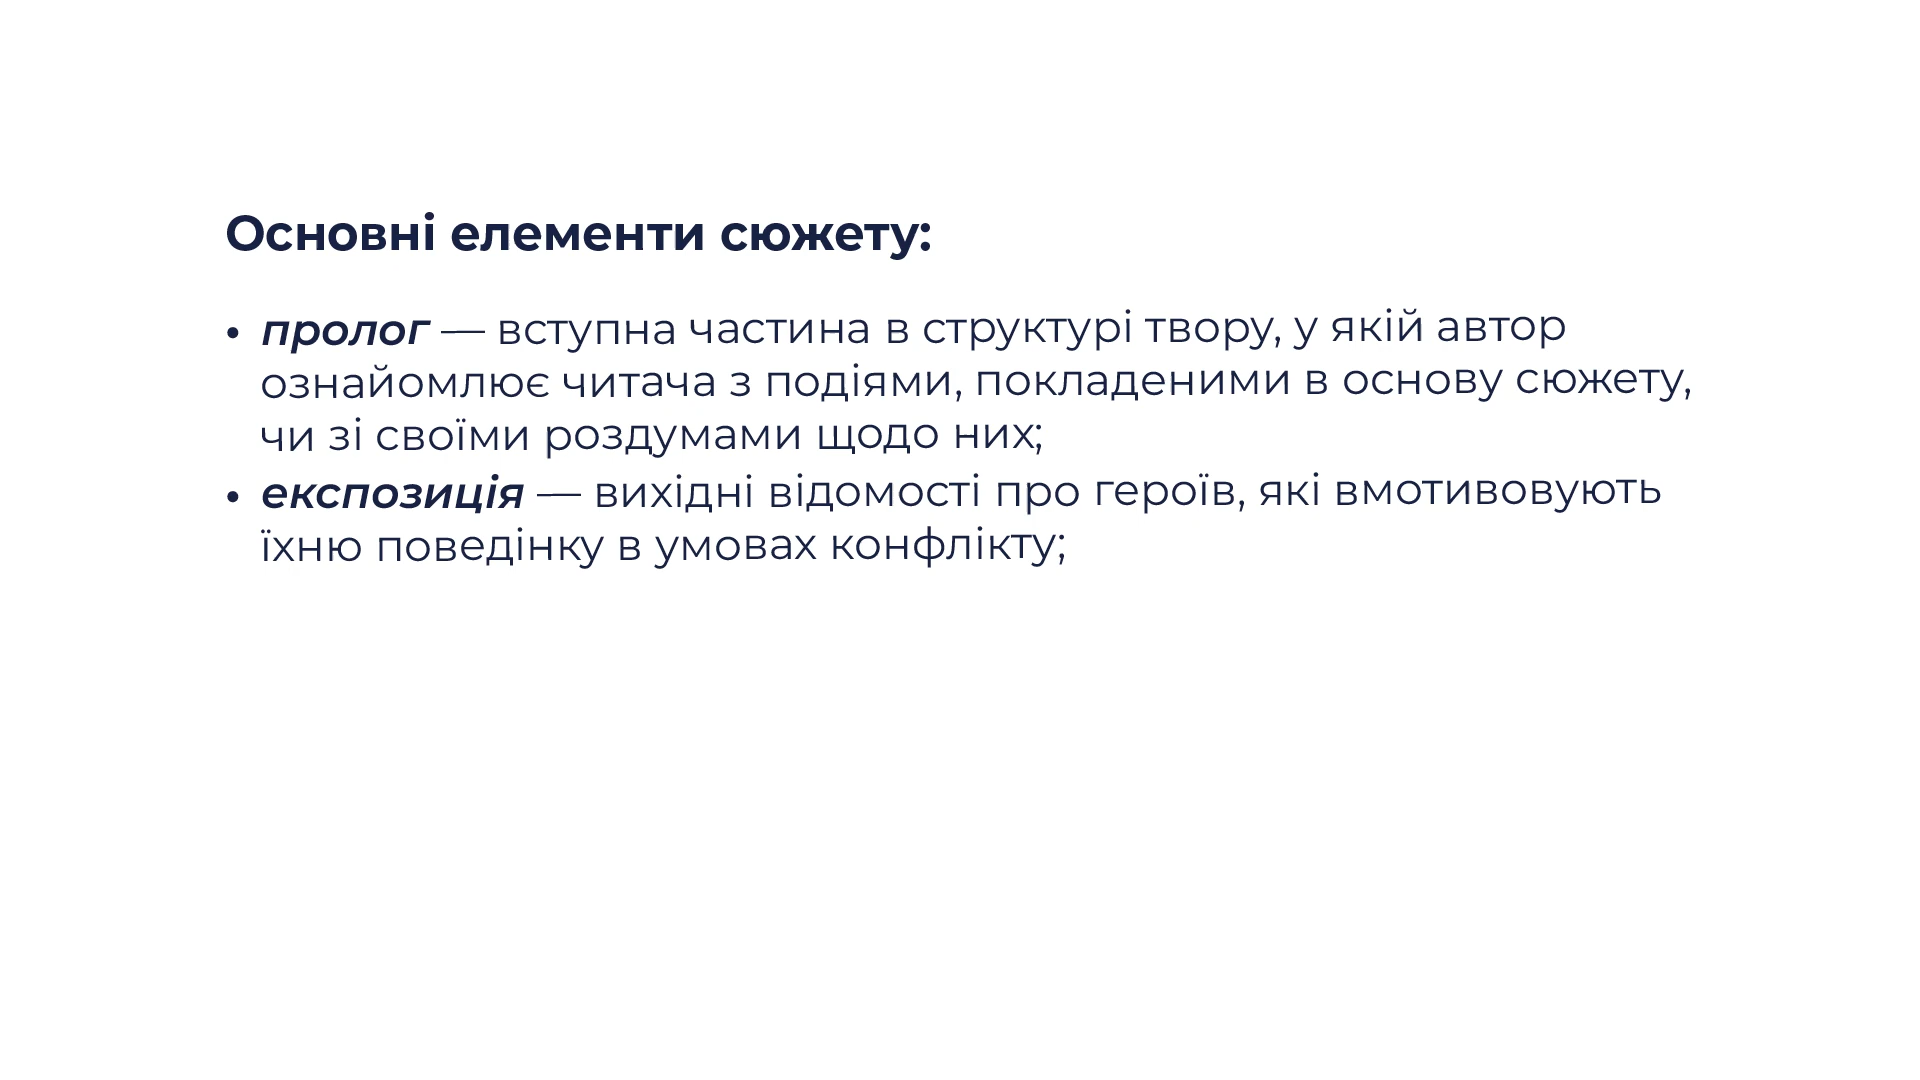 Основні елементи сюжету:
• пролог — вступна частина в структурі твору, у якій автор
ознайомлює читача з подіями, покладеними в основу сюжету,
чи зі своїми роздумами щодо них;
• експозиція — вихідні відомості про героїв, які вмотивовують
їхню поведінку в умовах конфлікту;